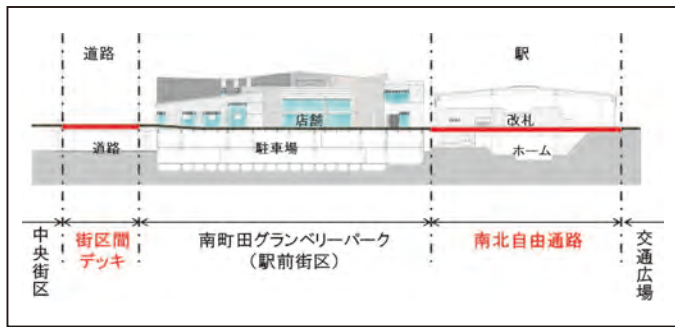 道路
駅
店舗
改札
道路
駐車場
ホーム
中央街区
街区間
デッキ
南町田グランベリーパーク
（駅前街区）
南北自由通路
交通広場